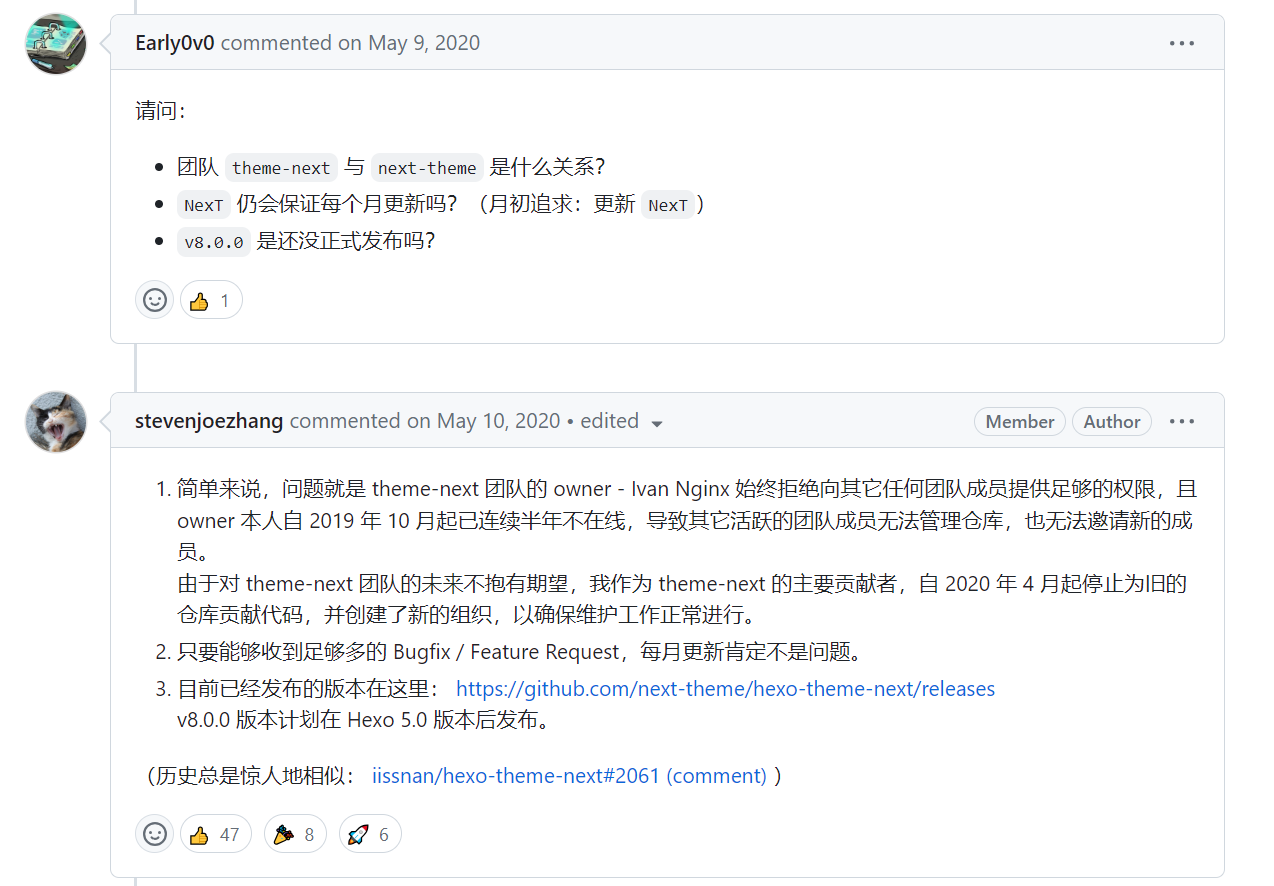 Early0v0 commented on May 9, 2020
请问：
团队 theme-next 与 next-theme 是什么关系？
NexT 仍会保证每个月更新吗？（月初追求：更新 NexT）
v8.0.0 是还没正式发布吗？
1
stevenjoezhang commented on May 10, 2020 • edited
Member Author
1. 简单来说，问题就是 theme-next 团队的 owner - Ivan Nginx 始终拒绝向其它任何团队成员提供足够的权限，且
owner 本人自 2019 年 10 月起已连续半年不在线，导致其它活跃的团队成员无法管理仓库，也无法邀请新的成
员。
由于对 theme-next 团队的未来不抱有期望，我作为 theme-next 的主要贡献者，自 2020 年 4 月起停止为旧的
仓库贡献代码，并创建了新的组织，以确保维护工作正常进行。
2. 只要能够收到足够多的 Bugfix / Feature Request，每月更新肯定不是问题。
3. 目前已经发布的版本在这里： https://github.com/next-theme/hexo-theme-next/releases
v8.0.0 版本计划在 Hexo 5.0 版本后发布。
（历史总是惊人地相似： iissnan/hexo-theme-next#2061 (comment) ）
47 8 6